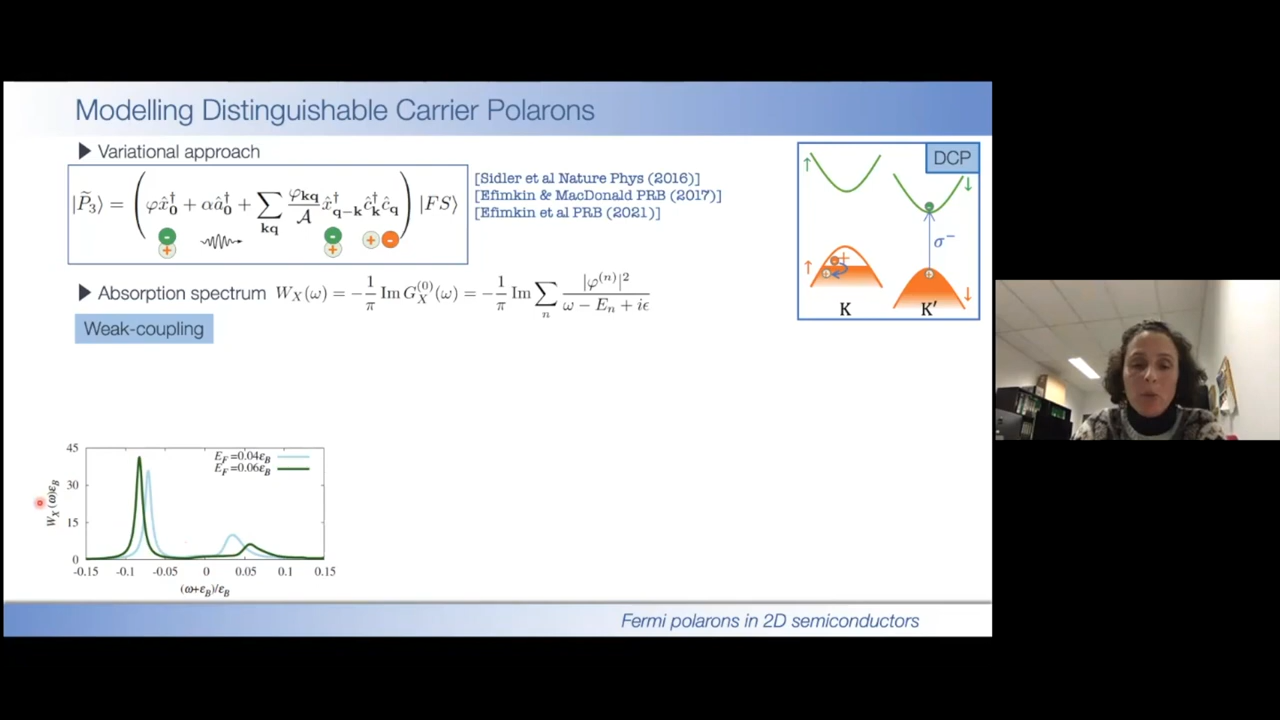 Modelling Distinguishable Carrier Polarons
Variational approach
|P̃₃⟩ = ( φx̂₀† + αâ₀† + ∑_kq φ_kq/𝒜 x̂†_q−k ĉ†_k ĉ_q ) |FS⟩
[Sidler et al Nature Phys (2016)]
[Efimkin & MacDonald PRB (2017)]
[Efimkin et al PRB (2021)]
DCP
↑ ↓
σ⁻
↑ ↓
K K′
Absorption spectrum W_X(ω) = −1/π Im G_X^(0)(ω) = −1/π Im ∑_n |φ^(n)|²/(ω − E_n + iϵ)
Weak-coupling
45
30
15
0
W_X(ω)ε_B
E_F=0.04ε_B
E_F=0.06ε_B
-0.15 -0.1 -0.05 0 0.05 0.1 0.15
(ω+ε_B)/ε_B
Fermi polarons in 2D semiconductors